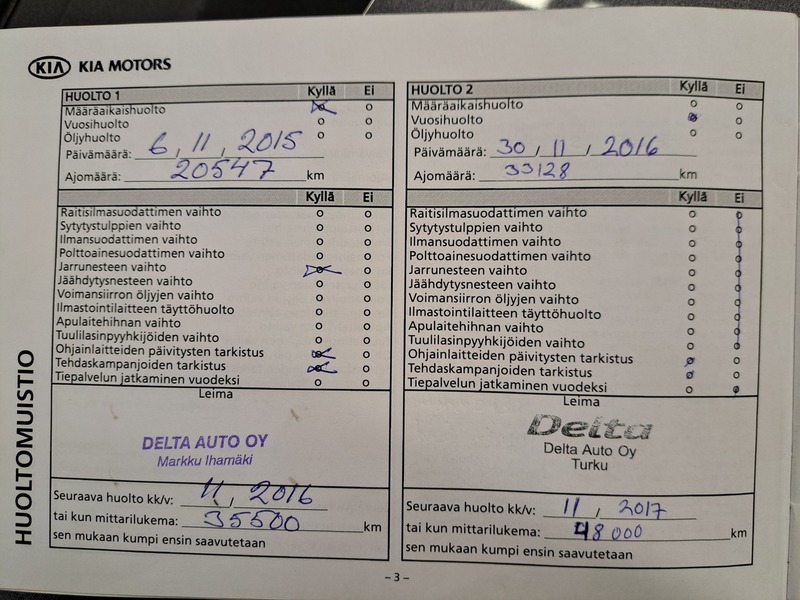 KIA KIA MOTORS
HUOLTO 1 Kyllä Ei
Määräaikaishuolto
Vuosihuolto
Öljyhuolto
Päivämäärä: 6, 11, 2015
Ajomäärä: 20547 km
Kyllä Ei
Raitisilmasuodattimen vaihto
Sytytystulppien vaihto
Ilmansuodattimen vaihto
Polttoainesuodattimen vaihto
Jarrunesteen vaihto
Jäähdytysnesteen vaihto
Voimansiirron öljyjen vaihto
Ilmastointilaitteen täyttöhuolto
Apulaitehihnan vaihto
Tuulilasinpyyhkijöiden vaihto
Ohjainlaitteiden päivitysten tarkistus
Tehdaskampanjoiden tarkistus
Tiepalvelun jatkaminen vuodeksi
Leima
DELTA AUTO OY
Markku Ihamäki
Seuraava huolto kk/v: 11, 2016
tai kun mittarilukema: 35500 km
sen mukaan kumpi ensin saavutetaan
HUOLTO 2 Kyllä Ei
Määräaikaishuolto
Vuosihuolto
Öljyhuolto
Päivämäärä: 30, 11, 2016
Ajomäärä: 33128 km
Kyllä Ei
Raitisilmasuodattimen vaihto
Sytytystulppien vaihto
Ilmansuodattimen vaihto
Polttoainesuodattimen vaihto
Jarrunesteen vaihto
Jäähdytysnesteen vaihto
Voimansiirron öljyjen vaihto
Ilmastointilaitteen täyttöhuolto
Apulaitehihnan vaihto
Tuulilasinpyyhkijöiden vaihto
Ohjainlaitteiden päivitysten tarkistus
Tehdaskampanjoiden tarkistus
Tiepalvelun jatkaminen vuodeksi
Leima
Delta
Delta Auto Oy
Turku
Seuraava huolto kk/v: 11, 2017
tai kun mittarilukema: 48000 km
sen mukaan kumpi ensin saavutetaan
HUOLTOMUISTIO
– 3 –